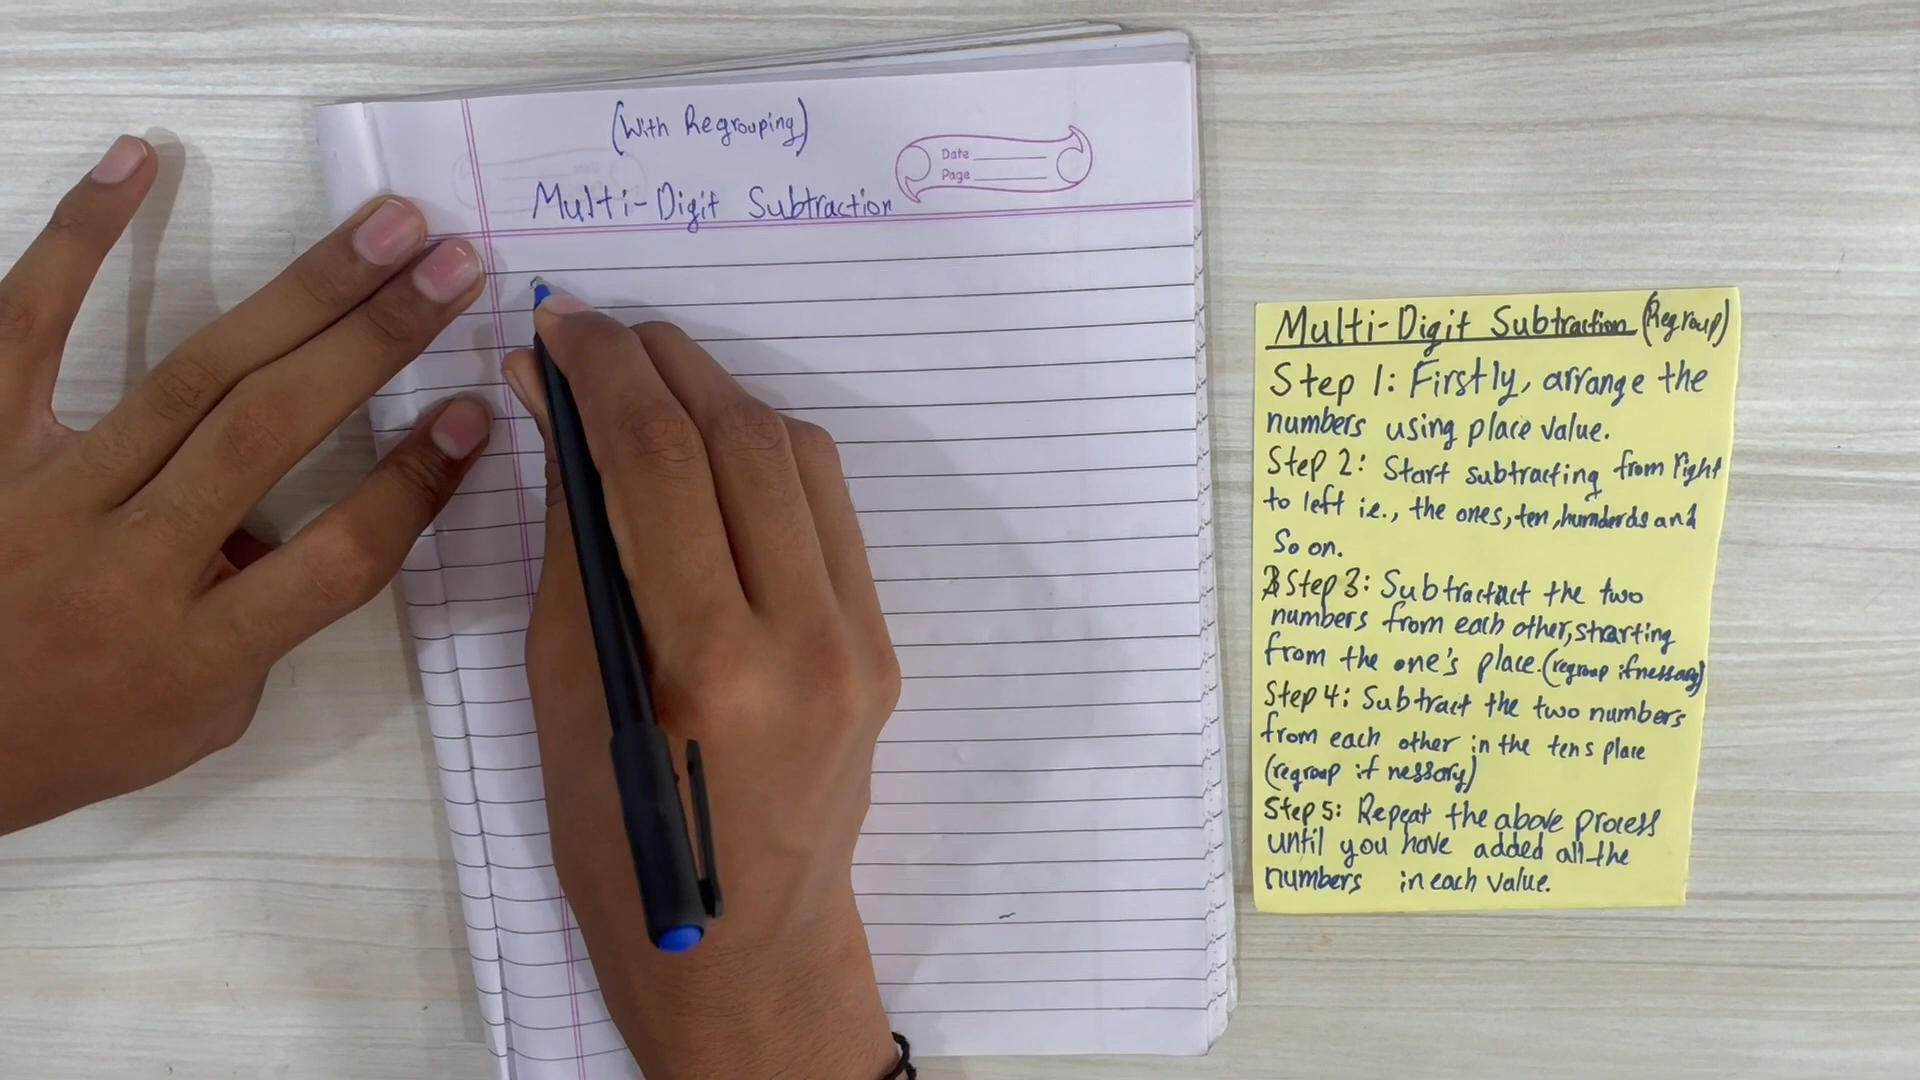 (With Regrouping)
Date
Page
Multi-Digit Subtraction
Multi-Digit Subtraction (Regroup)
Step 1: Firstly, arrange the
numbers using place value.
Step 2: Start subtracting from right
to left i.e., the ones, ten, hunderds and
So on.
Step 3: Subtractact the two
numbers from each other, strarting
from the one's place. (regroup if nessary)
Step 4: Subtract the two numbers
from each other in the tens place
(regroup if nessory)
Step 5: Repeat the above process
until you have added all the
numbers in each value.